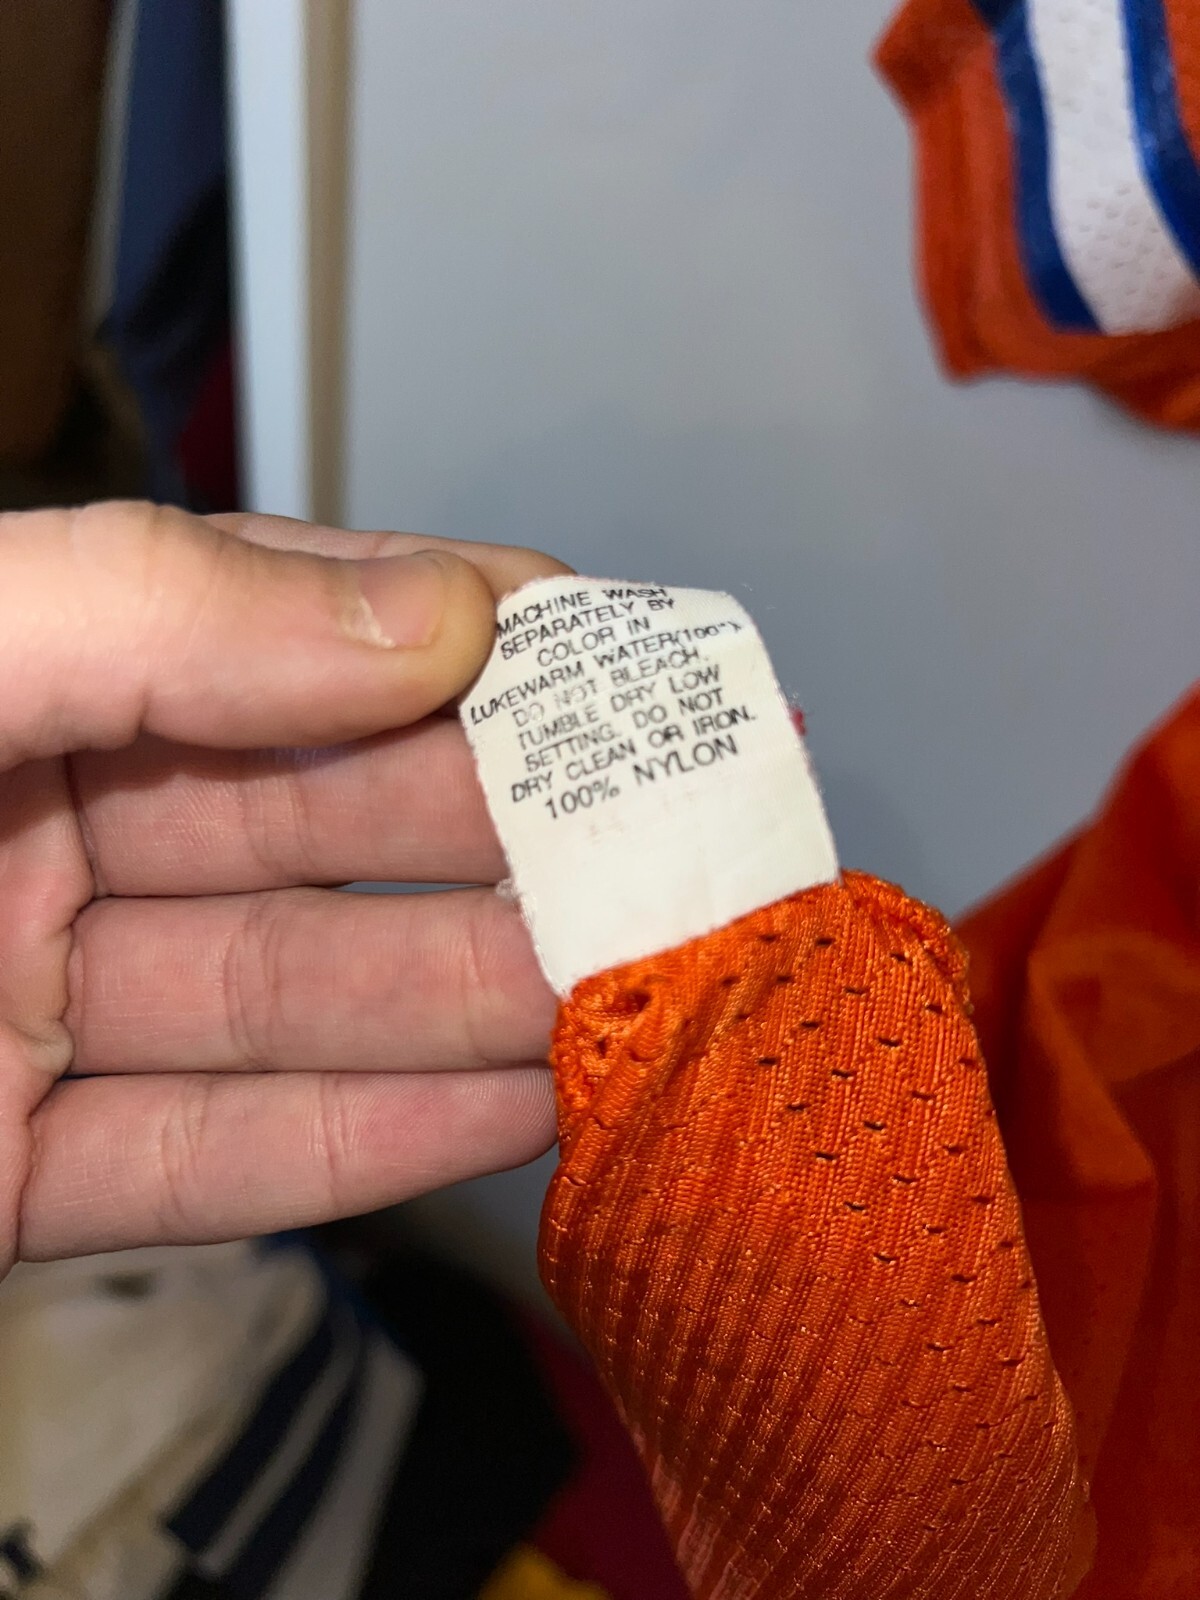 MACHINE WASH
SEPARATELY BY
COLOR IN
LUKEWARM WATER(100°).
DO NOT BLEACH.
TUMBLE DRY LOW
SETTING. DO NOT
DRY CLEAN OR IRON.
100% NYLON